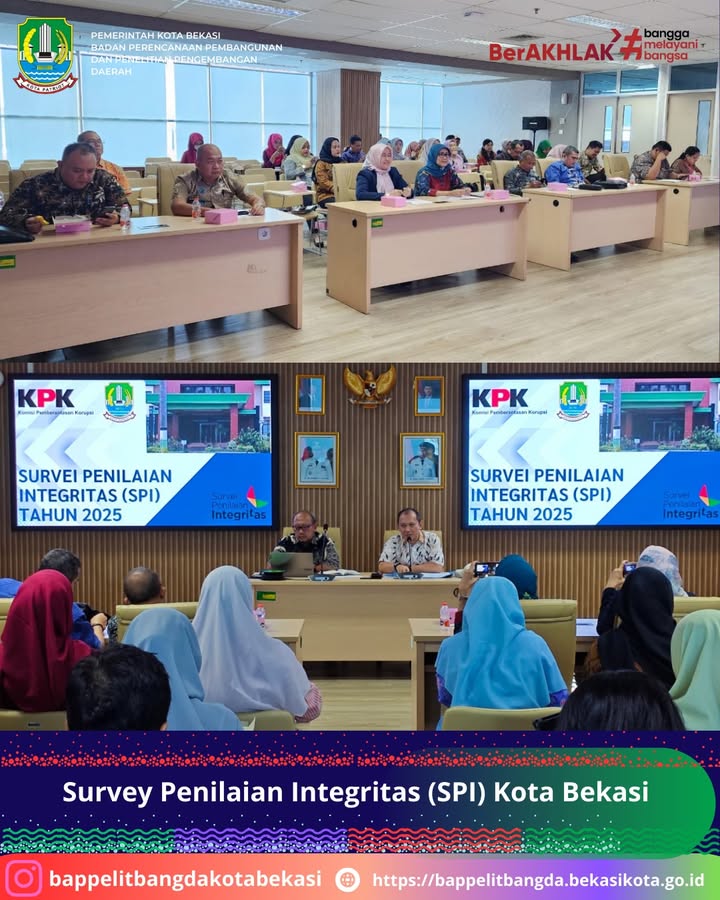 PEMERINTAH KOTA BEKASI
BADAN PERENCANAAN PEMBANGUNAN
DAN PENELITIAN PENGEMBANGAN
DAERAH
KOTA PATRIOT
BerAKHLAK
#bangga
melayani
bangsa
KPK
Komisi Pemberantasan Korupsi
SURVEI PENILAIAN
INTEGRITAS (SPI)
TAHUN 2025
Survei
Penilaian
Integritas
KPK
Komisi Pemberantasan Korupsi
SURVEI PENILAIAN
INTEGRITAS (SPI)
TAHUN 2025
Survei
Penilaian
Integritas
Survey Penilaian Integritas (SPI) Kota Bekasi
bappelitbangdakotabekasi
https://bappelitbangda.bekasikota.go.id